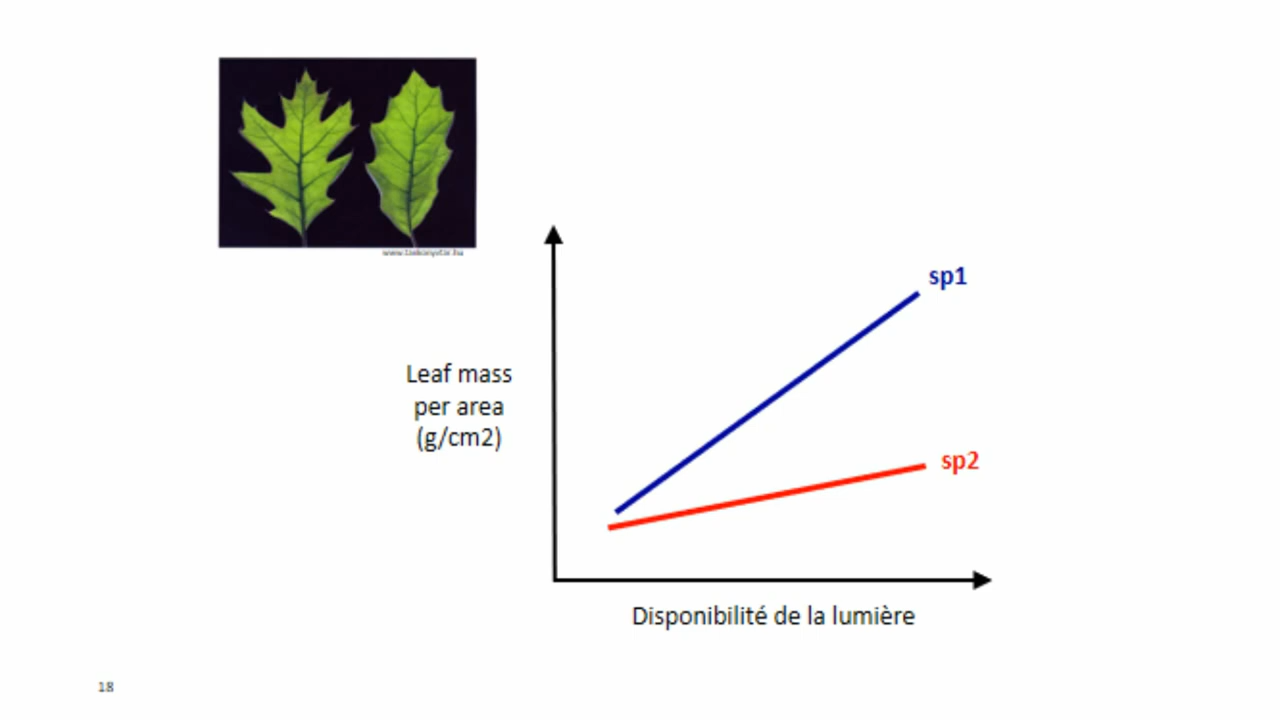 sp1
Leaf mass
per area
(g/cm2)
sp2
Disponibilité de la lumière
18